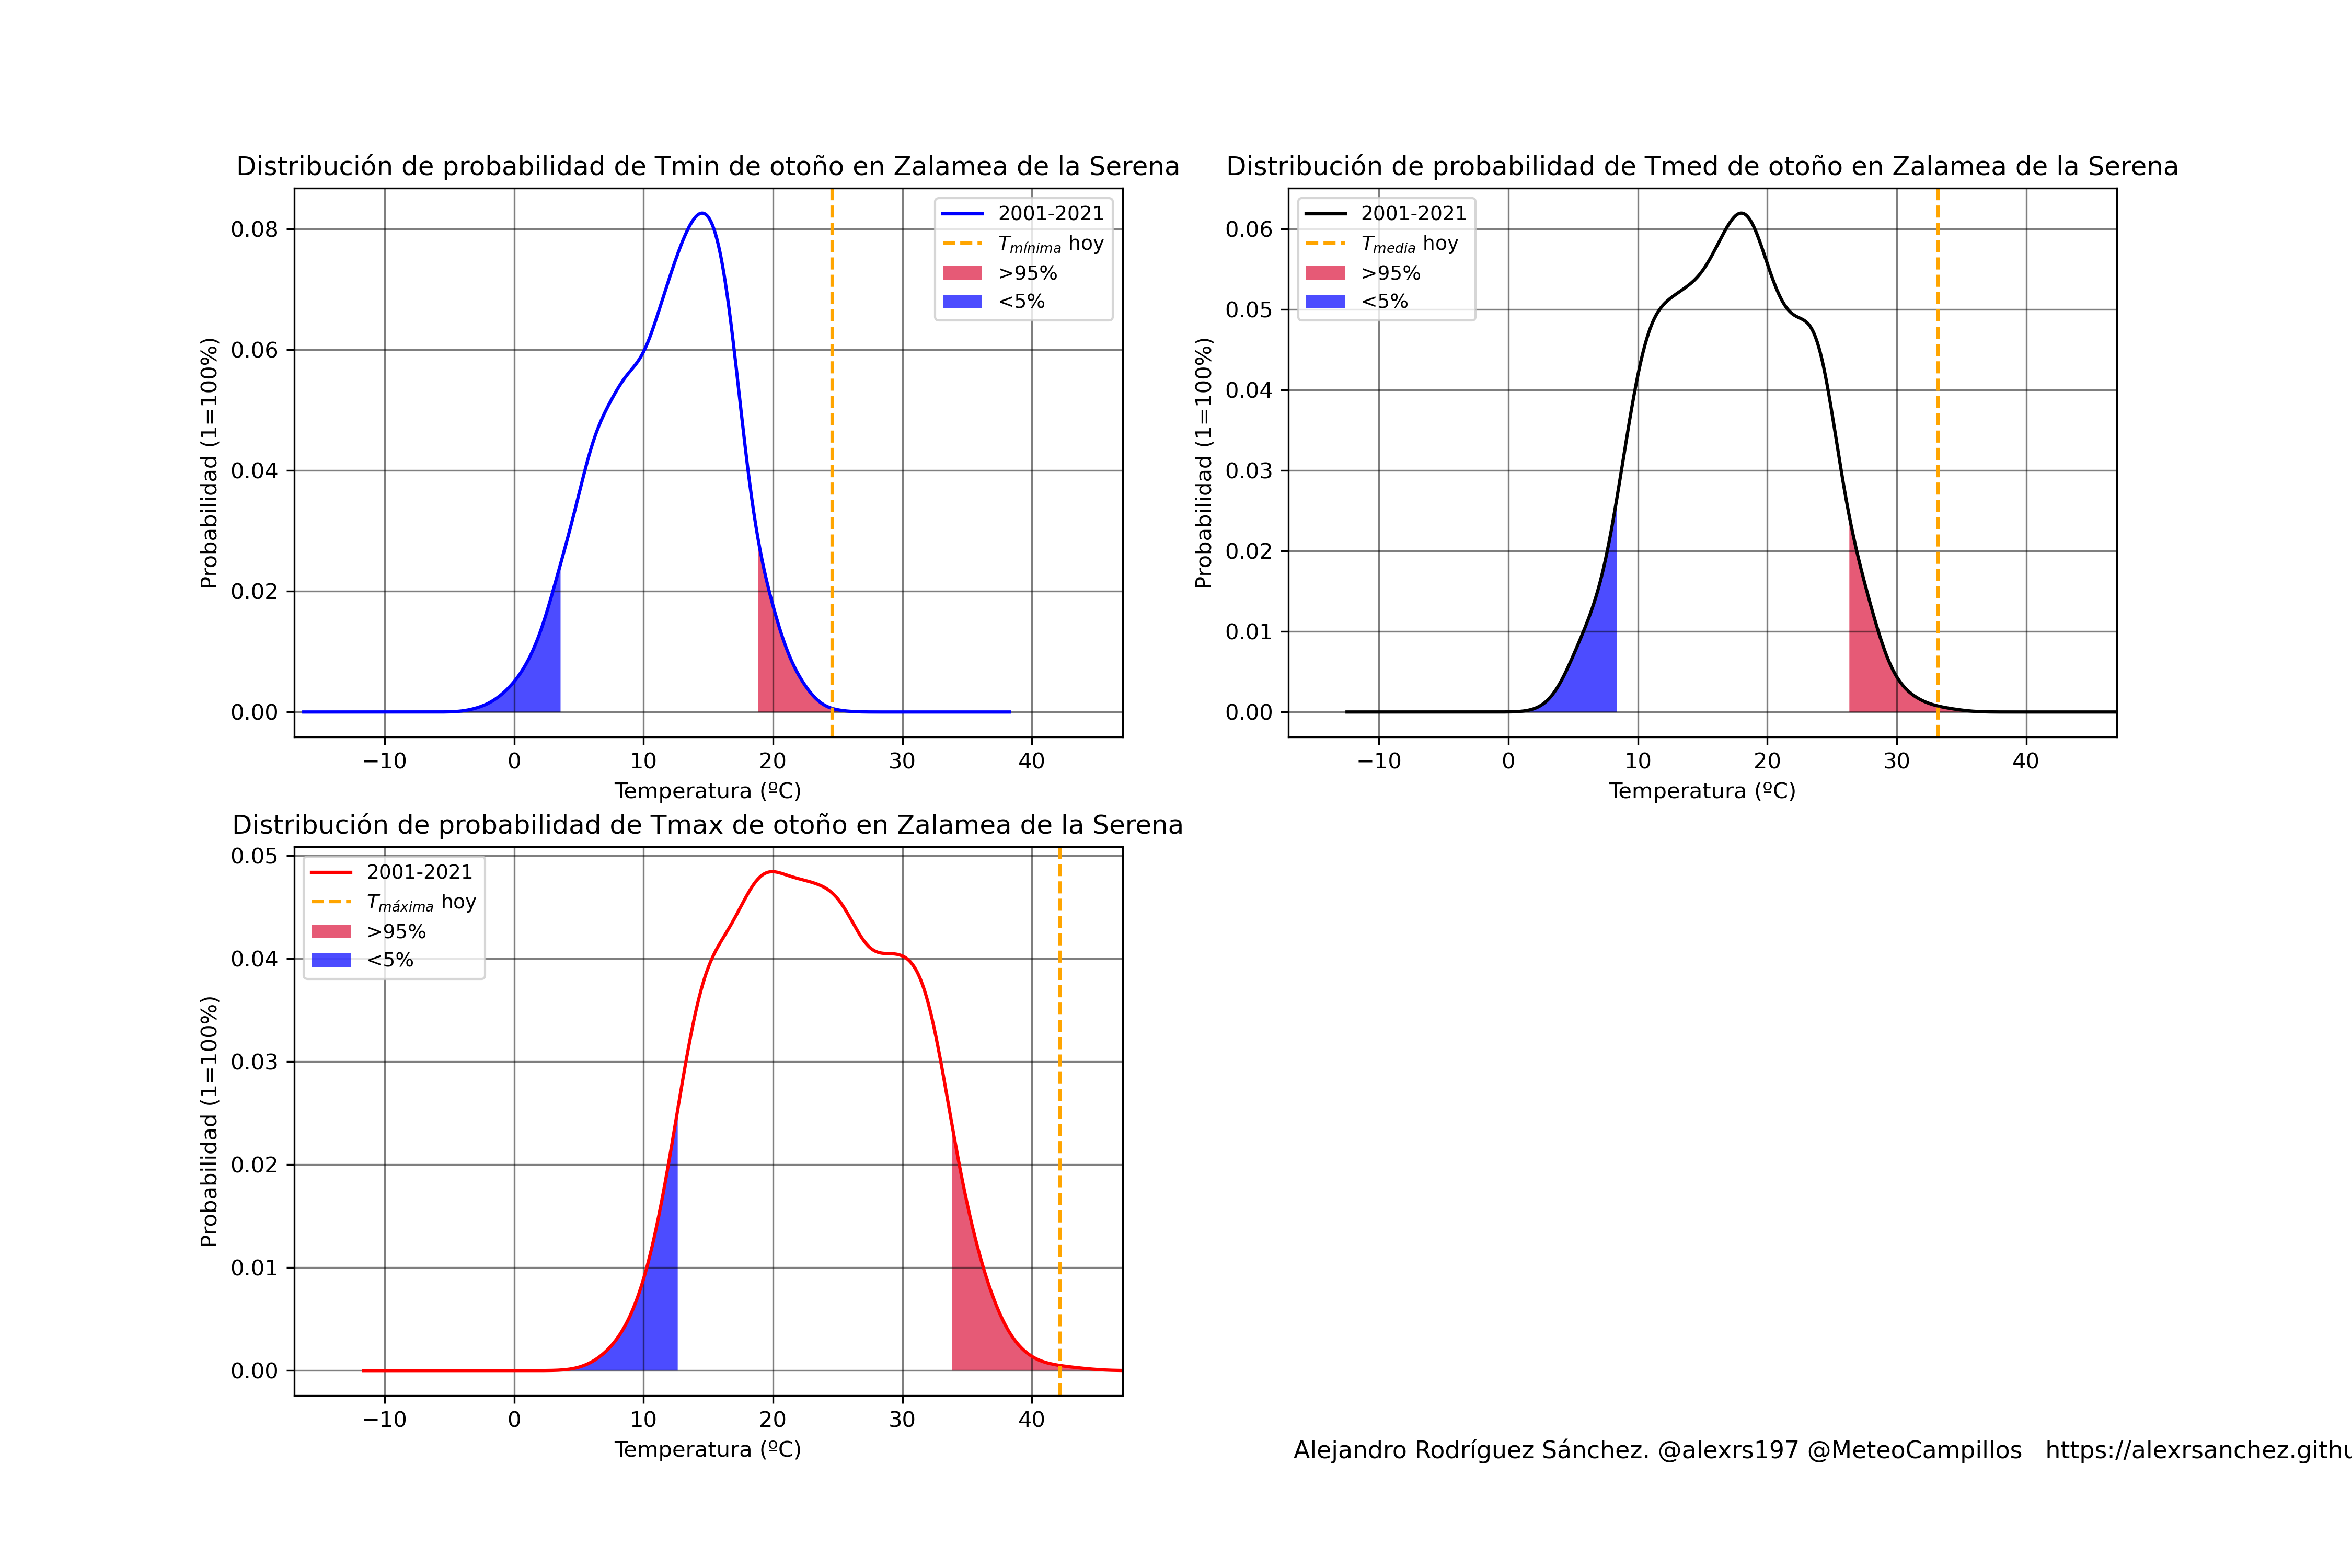 Distribución de probabilidad de Tmin de otoño en Zalamea de la Serena
Probabilidad (1=100%)
0.08
0.06
0.04
0.02
0.00
2001-2021
Tmínima hoy
>95%
<5%
−10 0 10 20 30 40
Temperatura (ºC)
Distribución de probabilidad de Tmed de otoño en Zalamea de la Serena
Probabilidad (1=100%)
0.06
0.05
0.04
0.03
0.02
0.01
0.00
2001-2021
Tmedia hoy
>95%
<5%
−10 0 10 20 30 40
Temperatura (ºC)
Distribución de probabilidad de Tmax de otoño en Zalamea de la Serena
Probabilidad (1=100%)
0.05
0.04
0.03
0.02
0.01
0.00
2001-2021
Tmáxima hoy
>95%
<5%
−10 0 10 20 30 40
Temperatura (ºC)
Alejandro Rodríguez Sánchez. @alexrs197 @MeteoCampillos https://alexrsanchez.githu